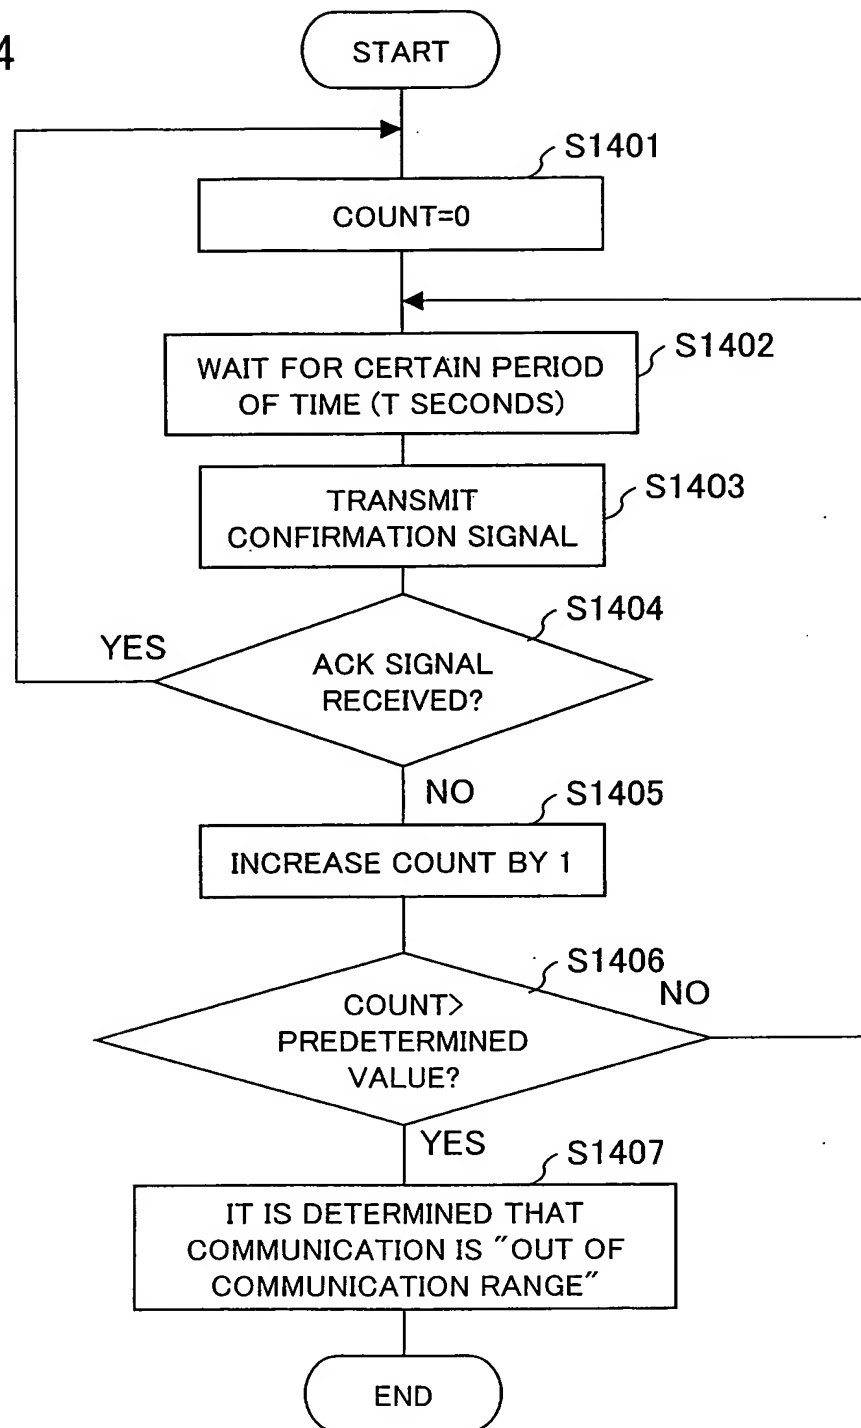 4
START
S1401
COUNT=0
S1402
WAIT FOR CERTAIN PERIOD
OF TIME (T SECONDS)
S1403
TRANSMIT
CONFIRMATION SIGNAL
S1404
YES
ACK SIGNAL
RECEIVED?
NO
S1405
INCREASE COUNT BY 1
S1406
NO
COUNT>
PREDETERMINED
VALUE?
YES
S1407
IT IS DETERMINED THAT
COMMUNICATION IS "OUT OF
COMMUNICATION RANGE"
END